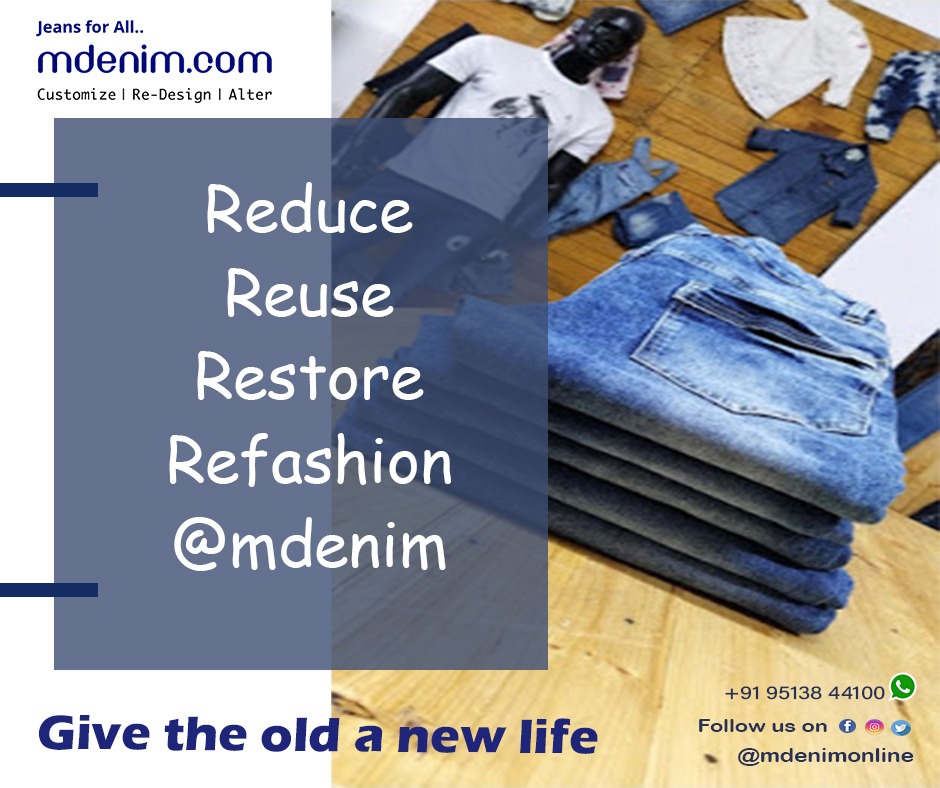 Jeans for All..
mdenim.com
Customize | Re-Design | Alter
Reduce
Reuse
Restore
Refashion
@mdenim
Give the old a new life
+91 95138 44100
Follow us on
@mdenimonline